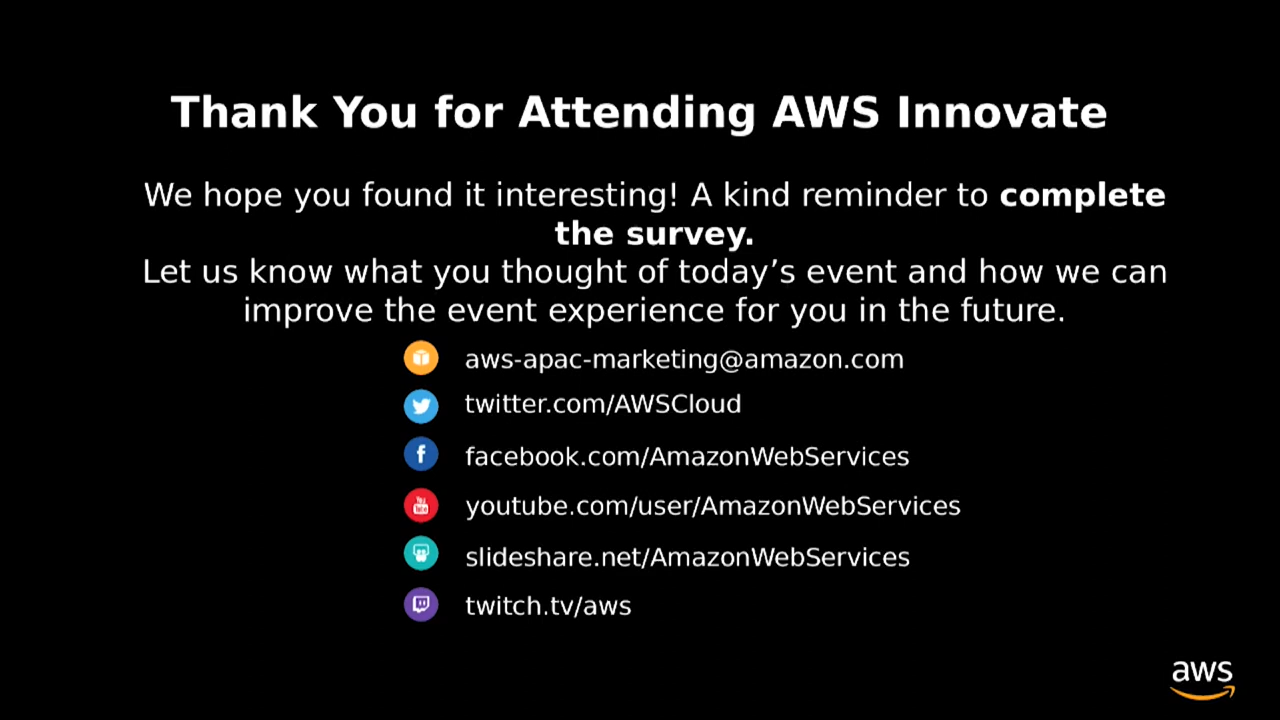 Thank You for Attending AWS Innovate
We hope you found it interesting! A kind reminder to complete
the survey.
Let us know what you thought of today’s event and how we can
improve the event experience for you in the future.
aws-apac-marketing@amazon.com
twitter.com/AWSCloud
facebook.com/AmazonWebServices
youtube.com/user/AmazonWebServices
slideshare.net/AmazonWebServices
twitch.tv/aws
aws